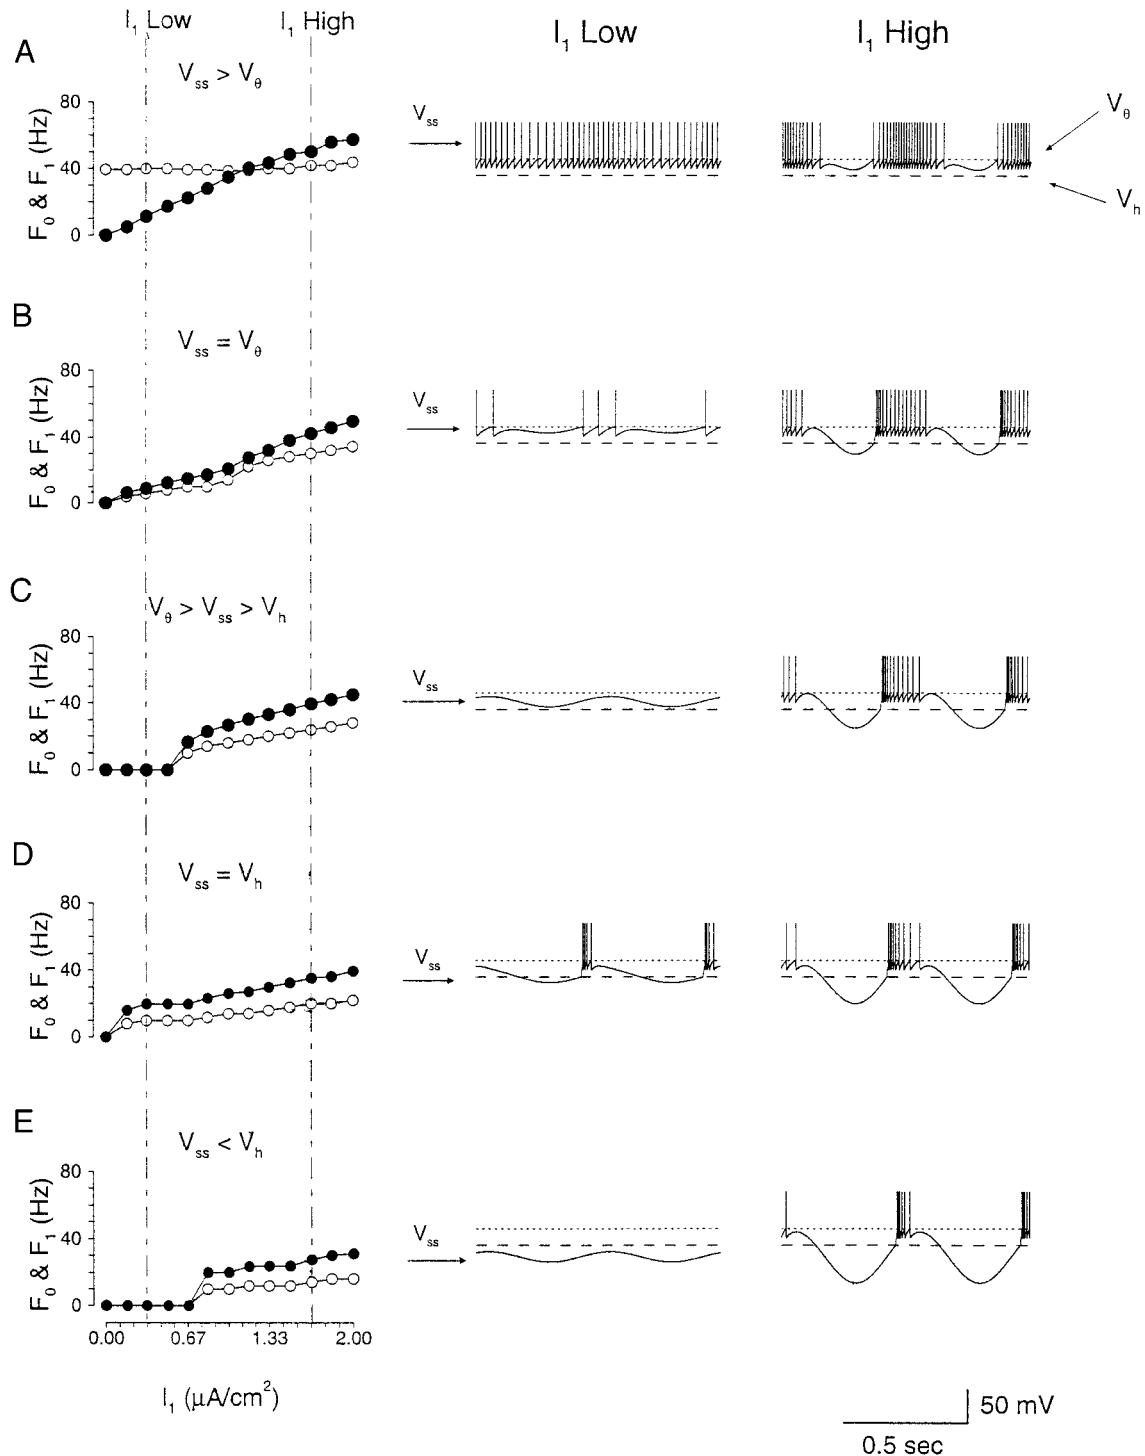 I₁ Low I₁ High
I₁ Low I₁ High
A
Vss > Vθ
80
40
0
F₀ & F₁ (Hz)
Vss
Vθ
Vh
B
Vss = Vθ
80
40
0
F₀ & F₁ (Hz)
Vss
C
Vθ > Vss > Vh
80
40
0
F₀ & F₁ (Hz)
Vss
D
Vss = Vh
80
40
0
F₀ & F₁ (Hz)
Vss
E
Vss < Vh
80
40
0
F₀ & F₁ (Hz)
Vss
0.00 0.67 1.33 2.00
I₁ (μA/cm²)
50 mV
0.5 sec